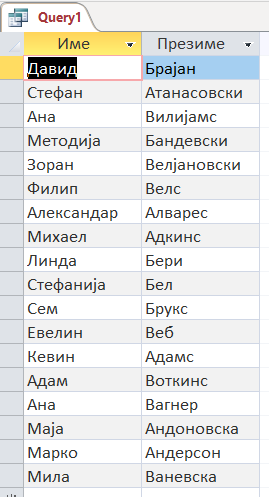 Query1
Име Презиме
Давид Брајан
Стефан Атанасовски
Ана Вилијамс
Методија Бандевски
Зоран Велјановски
Филип Велс
Александар Алварес
Михаел Адкинс
Линда Бери
Стефанија Бел
Сем Брукс
Евелин Веб
Кевин Адамс
Адам Воткинс
Ана Вагнер
Маја Андоновска
Марко Андерсон
Мила Ваневска